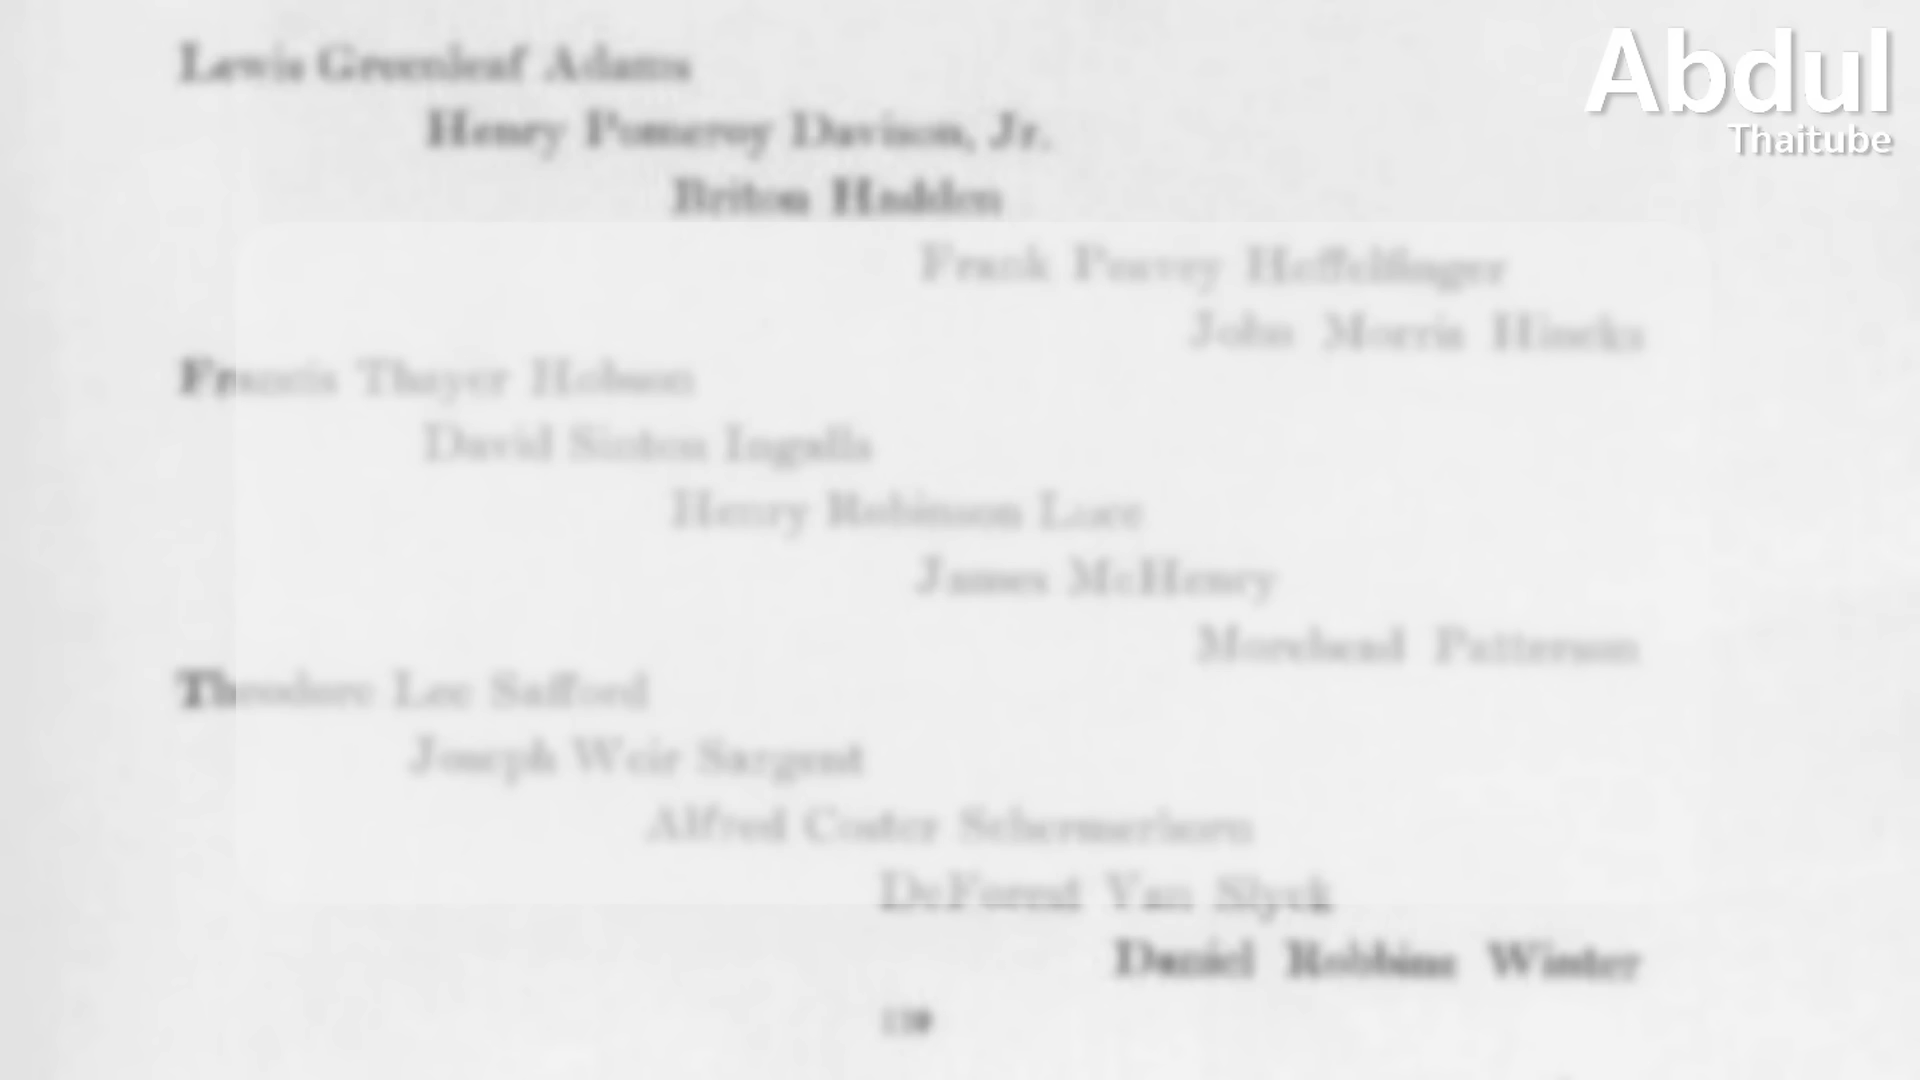 Lewis Greenleaf Adams
Henry Pomeroy Davison, Jr.
Briton Hadden
Frank Peavey Heffelfinger
John Morris Hincks
Francis Thayer Hobson
David Sinton Ingalls
Henry Robinson Luce
James McHenry
Morehead Patterson
Theodore Lee Safford
Joseph Weir Sargent
Alfred Coster Schermerhorn
DeForest Van Slyck
Daniel Robbins Winter
Abdul
Thaitube